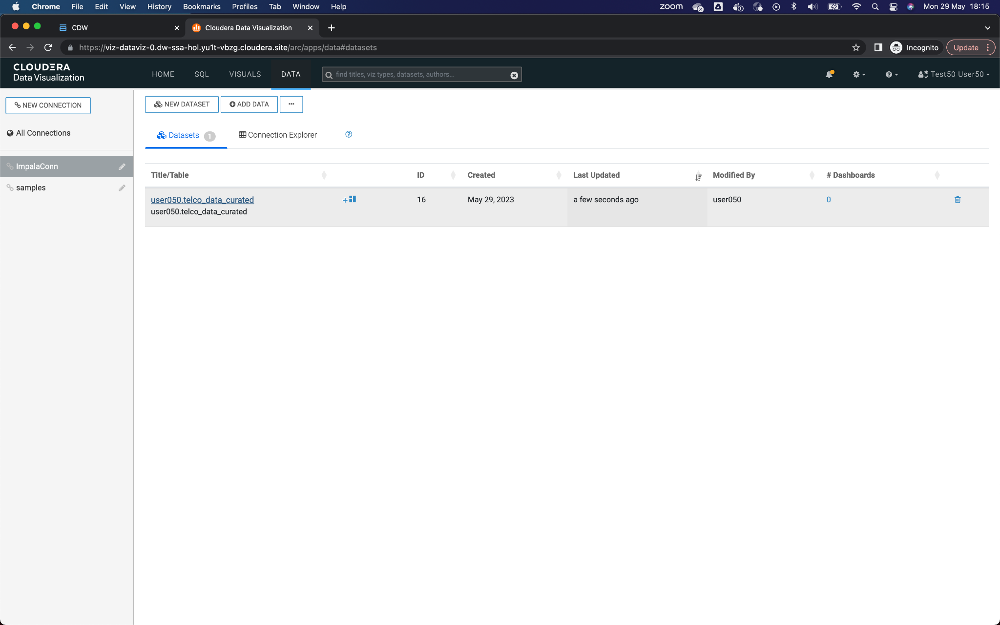 Chrome File Edit View History Bookmarks Profiles Tab Window Help zoom Mon 29 May 18:15
CDW Cloudera Data Visualization
https://viz-dataviz-0.dw-ssa-hol.yu1t-vbzg.cloudera.site/arc/apps/data#datasets Incognito Update
CLOUDERA
Data Visualization
HOME SQL VISUALS DATA find titles, viz types, datasets, authors... Test50 User50
NEW CONNECTION NEW DATASET ADD DATA ...
All Connections Datasets 1 Connection Explorer
ImpalaConn
samples
Title/Table ID Created Last Updated Modified By # Dashboards
user050.telco_data_curated 16 May 29, 2023 a few seconds ago user050 0
user050.telco_data_curated